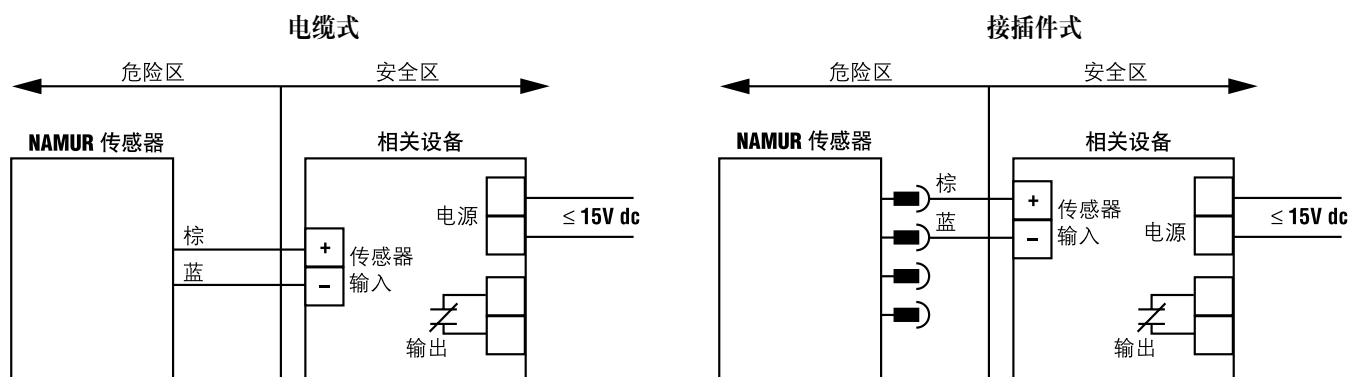 电缆式
危险区
安全区
NAMUR 传感器
相关设备
电源
≤ 15V dc
棕
蓝
+
−
传感器
输入
输出
接插件式
危险区
安全区
NAMUR 传感器
相关设备
棕
蓝
+
−
传感器
输入
电源
≤ 15V dc
输出